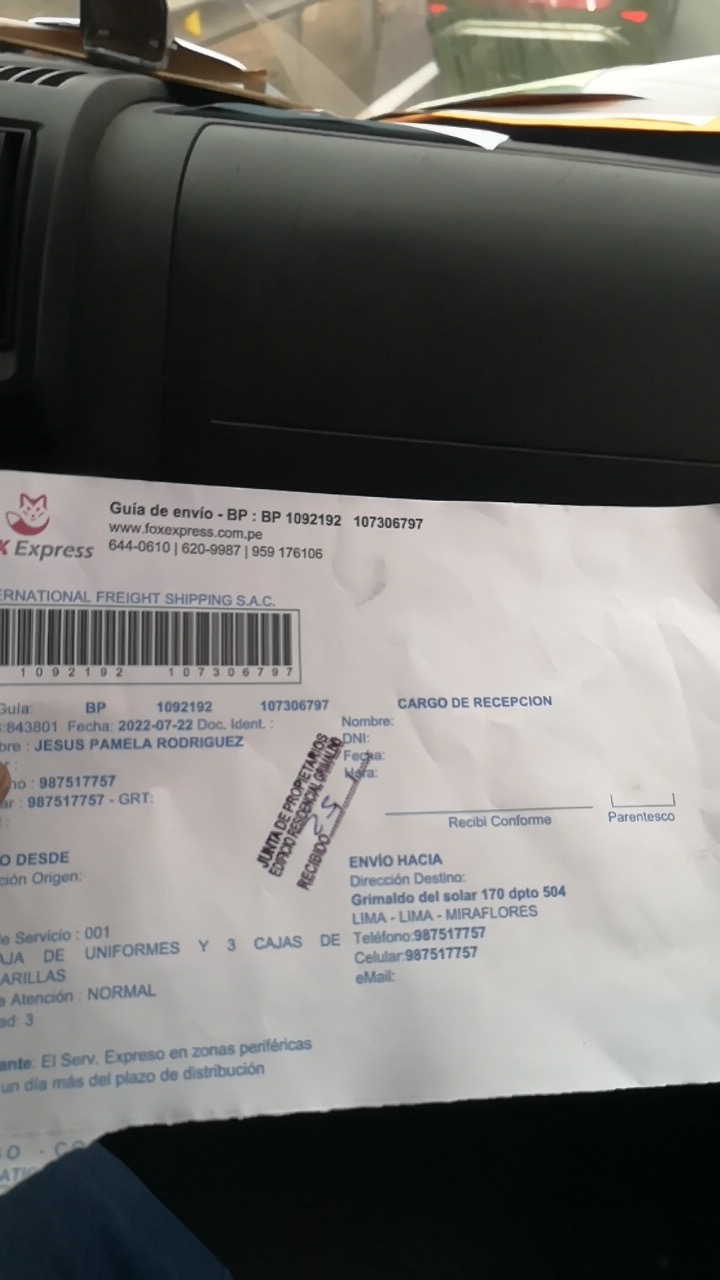 Guía de envío - BP : BP 1092192 107306797
www.foxexpress.com.pe
X Express
644-0610 | 620-9987 | 959 176106
ERNATIONAL FREIGHT SHIPPING S.A.C.
1092192 107306797
Guía: BP 1092192 107306797
:843801 Fecha: 2022-07-22 Doc. Ident. :
bre : JESUS PAMELA RODRIGUEZ
no : 987517757
ar : 987517757 - GRT:
CARGO DE RECEPCION
Nombre:
DNI:
Fecha:
Hora:
Recibi Conforme
Parentesco
JUNTA DE PROPIETARIOS
EDIFICIO RESIDENCIAL GRIMALDO
RECIBIDO
O DESDE
ción Origen:
e Servicio : 001
AJA DE UNIFORMES Y 3 CAJAS DE
ARILLAS
e Atención : NORMAL
ad: 3
ante: El Serv. Expreso en zonas periféricas
un día más del plazo de distribución
ENVÍO HACIA
Dirección Destino:
Grimaldo del solar 170 dpto 504
LIMA - LIMA - MIRAFLORES
Teléfono:987517757
Celular:987517757
eMail: